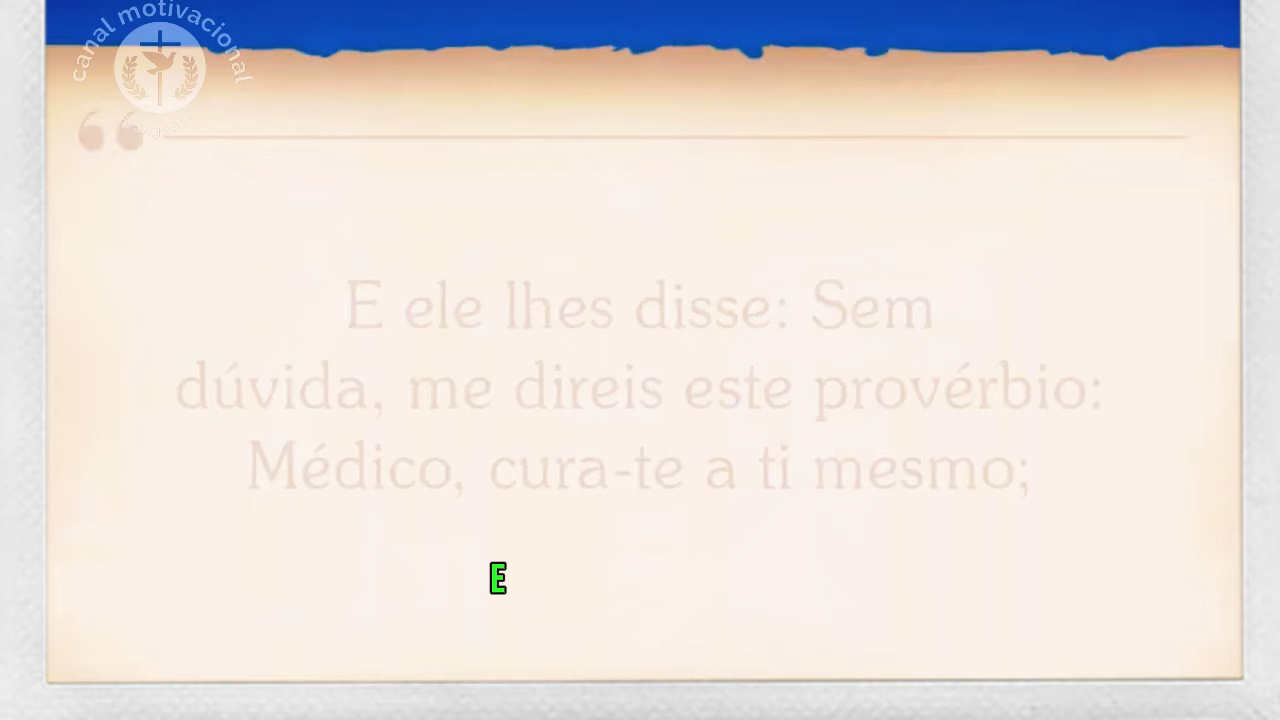 canal motivacional
E ele lhes disse: Sem
dúvida, me direis este provérbio:
Médico, cura-te a ti mesmo;
E